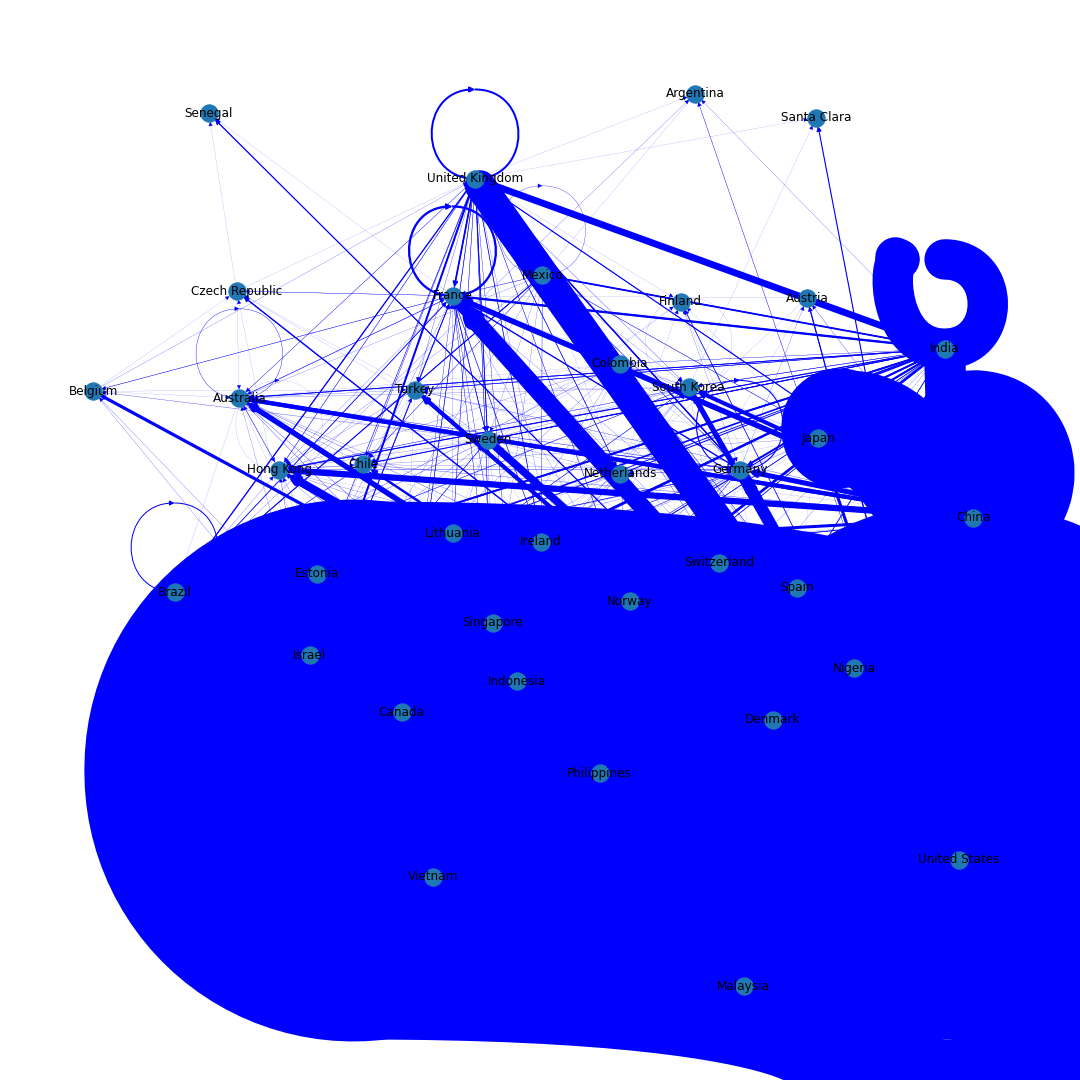 Argentina
Senegal
Santa Clara
United Kingdom
Mexico
Czech Republic
France
Finland
Austria
India
Colombia
Belgium
Australia
Turkey
South Korea
Sweden
Japan
Hong Kong
Chile
Netherlands
Germany
China
Lithuania
Ireland
Switzerland
Estonia
Spain
Brazil
Norway
Singapore
Israel
Nigeria
Indonesia
Canada
Denmark
Philippines
United States
Vietnam
Malaysia